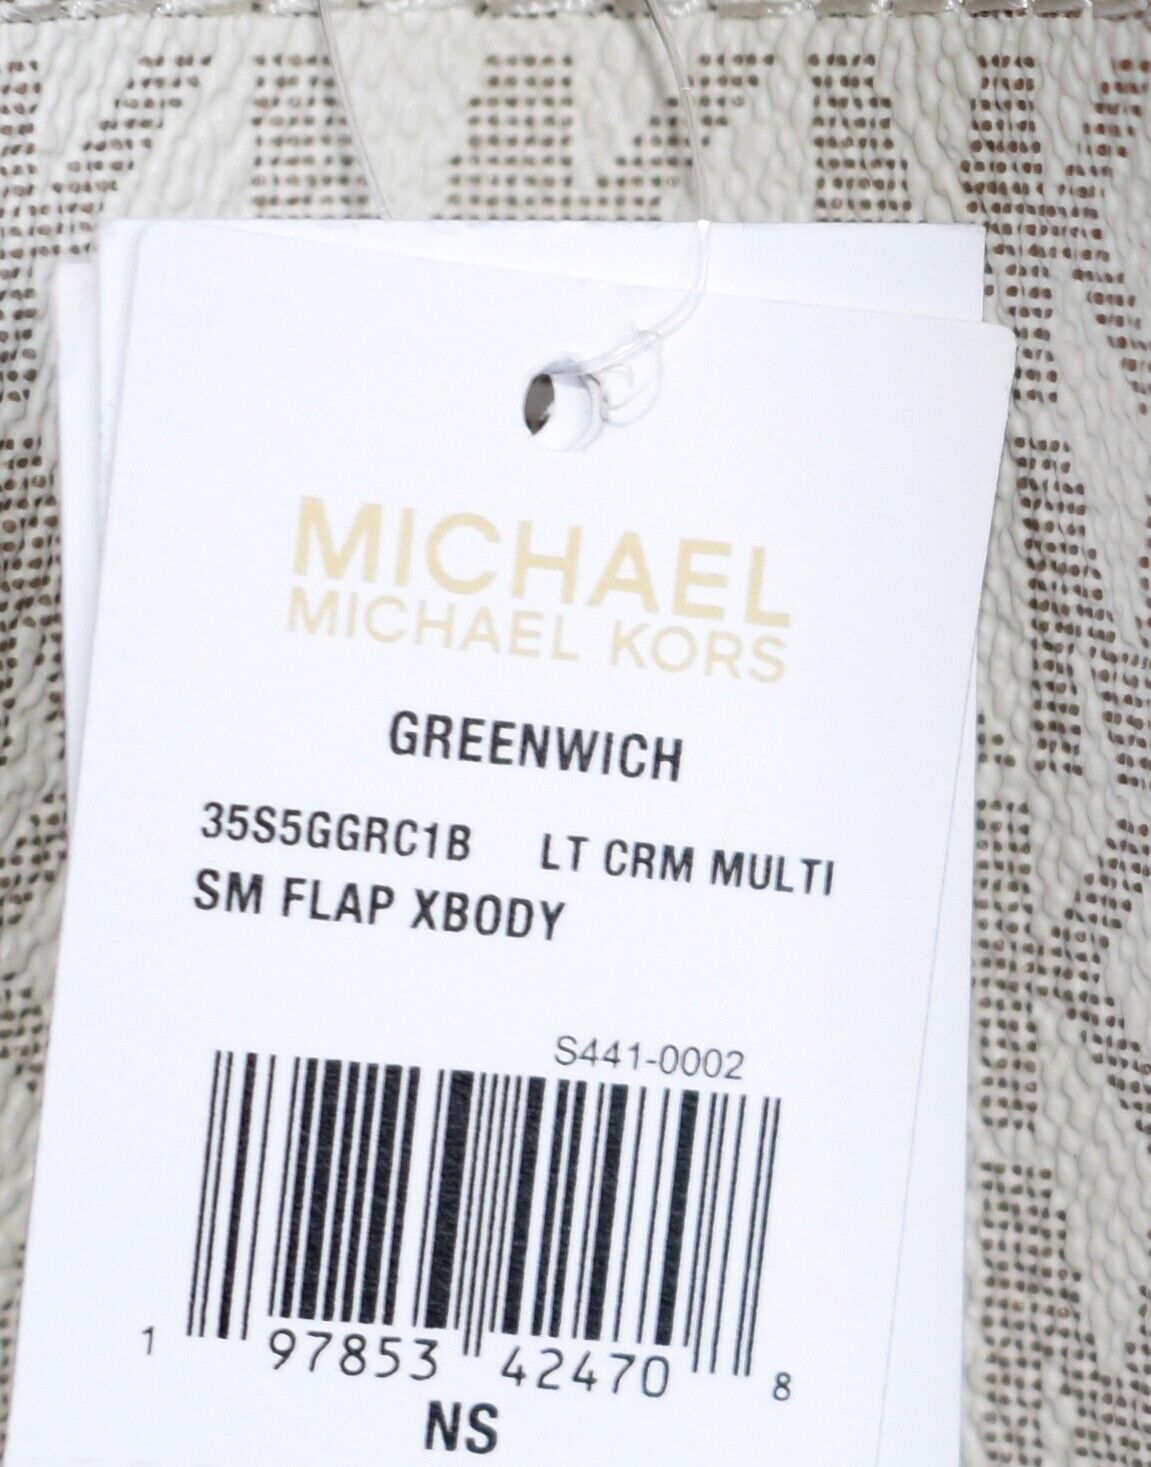 MICHAEL
MICHAEL KORS
GREENWICH
35S5GGRC1B LT CRM MULTI
SM FLAP XBODY
S441-0002
1 97853 42470 8
NS